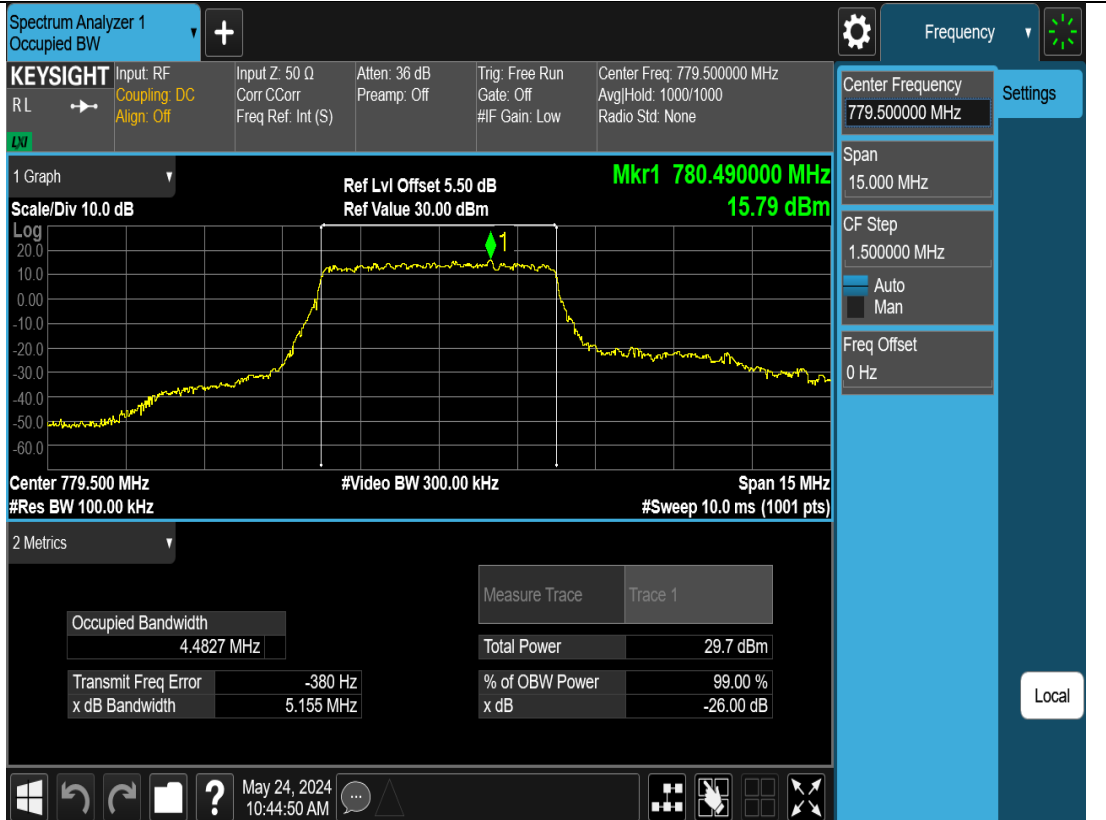 Spectrum Analyzer 1
Occupied BW
+
Frequency
KEYSIGHT
RL
LXI
Input: RF
Coupling: DC
Align: Off
Input Z: 50 Ω
Corr CCorr
Freq Ref: Int (S)
Atten: 36 dB
Preamp: Off
Trig: Free Run
Gate: Off
#IF Gain: Low
Center Freq: 779.500000 MHz
Avg|Hold: 1000/1000
Radio Std: None
Center Frequency
779.500000 MHz
Settings
Span
15.000 MHz
CF Step
1.500000 MHz
Auto
Man
Freq Offset
0 Hz
Local
1 Graph
Ref Lvl Offset 5.50 dB
Mkr1 780.490000 MHz
Scale/Div 10.0 dB
Ref Value 30.00 dBm
15.79 dBm
Log
1
20.0
10.0
0.00
-10.0
-20.0
-30.0
-40.0
-50.0
-60.0
Center 779.500 MHz
#Video BW 300.00 kHz
Span 15 MHz
#Res BW 100.00 kHz
#Sweep 10.0 ms (1001 pts)
2 Metrics
Measure Trace Trace 1
Occupied Bandwidth
4.4827 MHz
Total Power 29.7 dBm
Transmit Freq Error -380 Hz
% of OBW Power 99.00 %
x dB Bandwidth 5.155 MHz
x dB -26.00 dB
?
May 24, 2024
10:44:50 AM